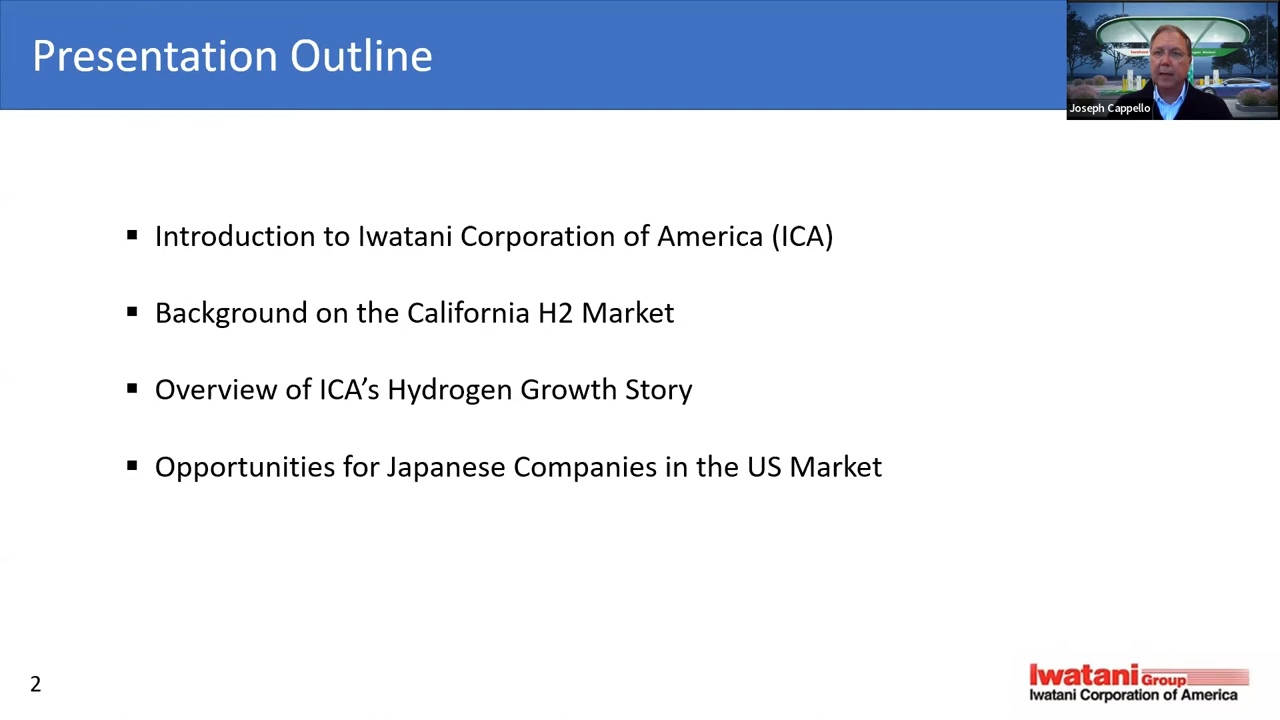 Presentation Outline
Joseph Cappello
▪ Introduction to Iwatani Corporation of America (ICA)
▪ Background on the California H2 Market
▪ Overview of ICA’s Hydrogen Growth Story
▪ Opportunities for Japanese Companies in the US Market
2
Iwatani Group
Iwatani Corporation of America